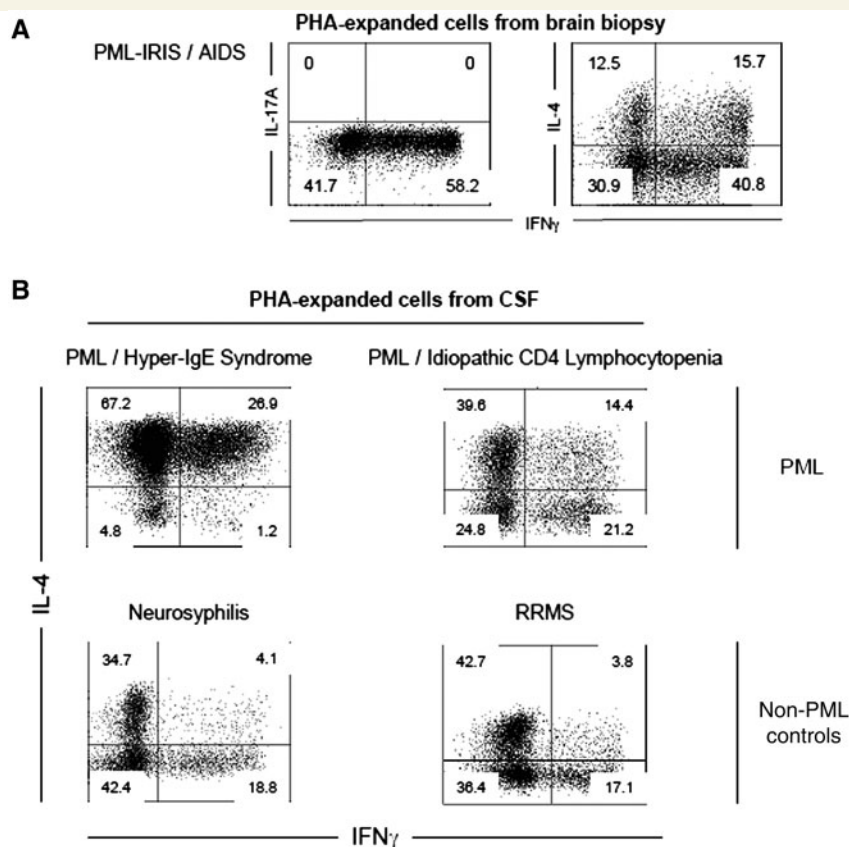 A
PHA-expanded cells from brain biopsy
PML-IRIS / AIDS
IL-17A
0 0
41.7 58.2
IL-4
12.5 15.7
30.9 40.8
IFNγ
B
PHA-expanded cells from CSF
PML / Hyper-IgE Syndrome
PML / Idiopathic CD4 Lymphocytopenia
67.2 26.9
4.8 1.2
39.6 14.4
24.8 21.2
PML
IL-4
Neurosyphilis
RRMS
34.7 4.1
42.4 18.8
42.7 3.8
36.4 17.1
Non-PML
controls
IFNγ